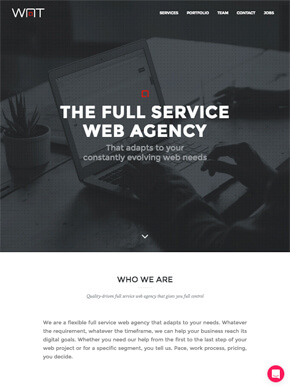 WAT
SERVICES PORTFOLIO TEAM CONTACT JOBS
THE FULL SERVICE
WEB AGENCY
That adapts to your
constantly evolving web needs
WHO WE ARE
Quality-driven full service web agency that gives you full control
We are a flexible full service web agency that adapts to your needs. Whatever
the requirement, whatever the timeframe, we can help your business reach its
digital goals. Whether you need our help from the first to the last step of your
web project or for a specific segment, you tell us. Pace, work process, pricing,
you decide.